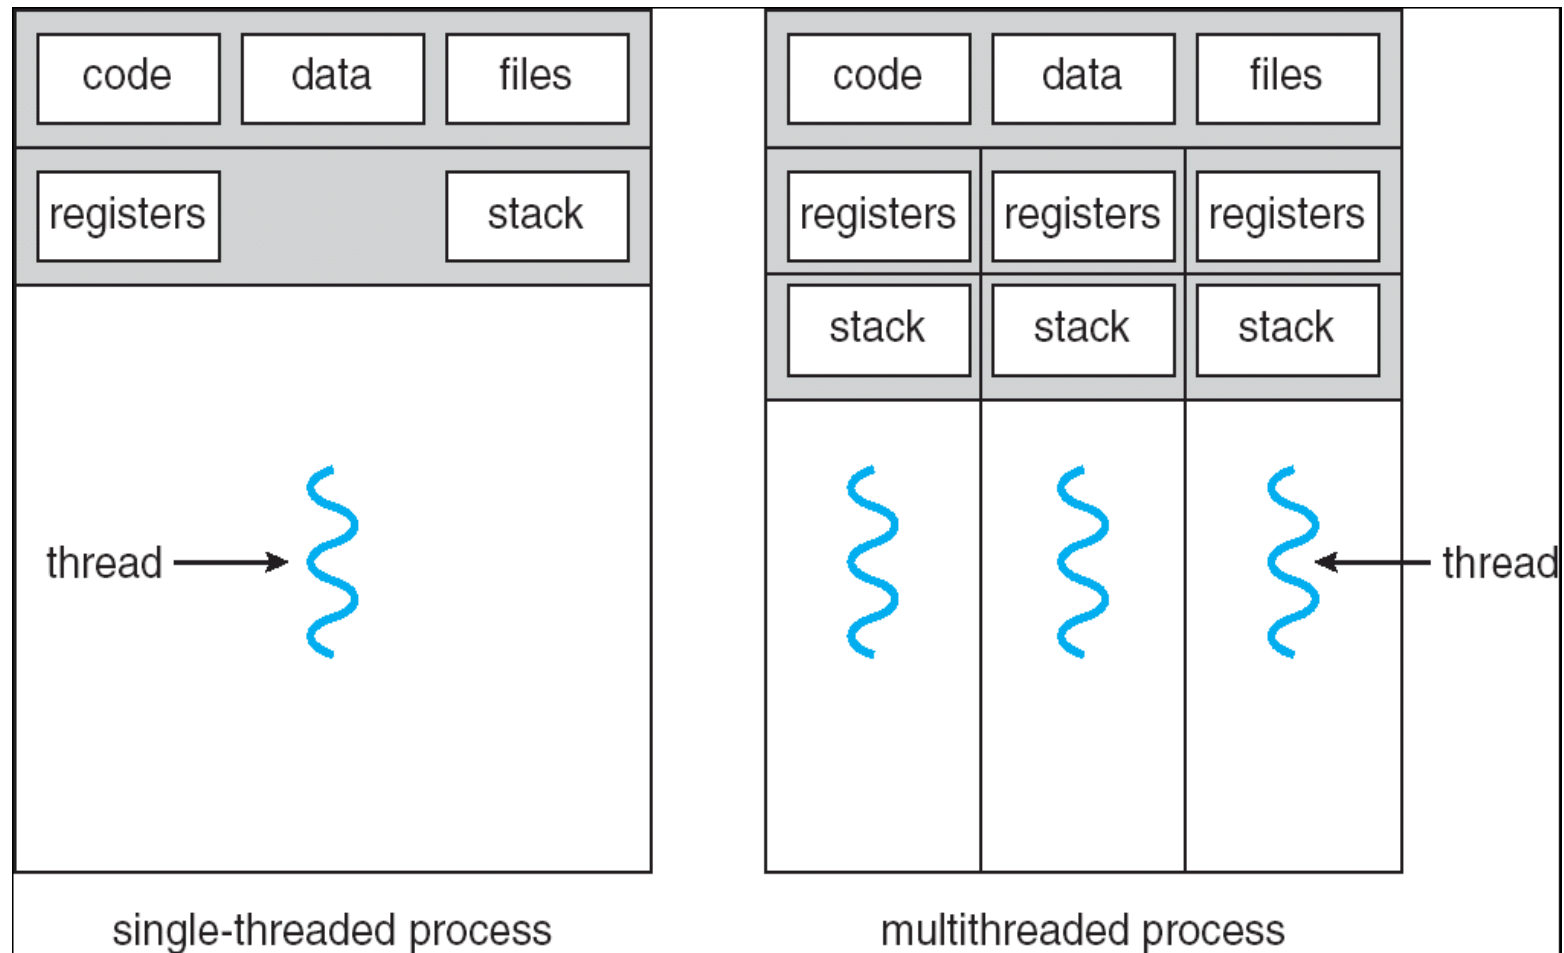 code data files
registers stack
thread
single-threaded process
code data files
registers registers registers
stack stack stack
thread
multithreaded process